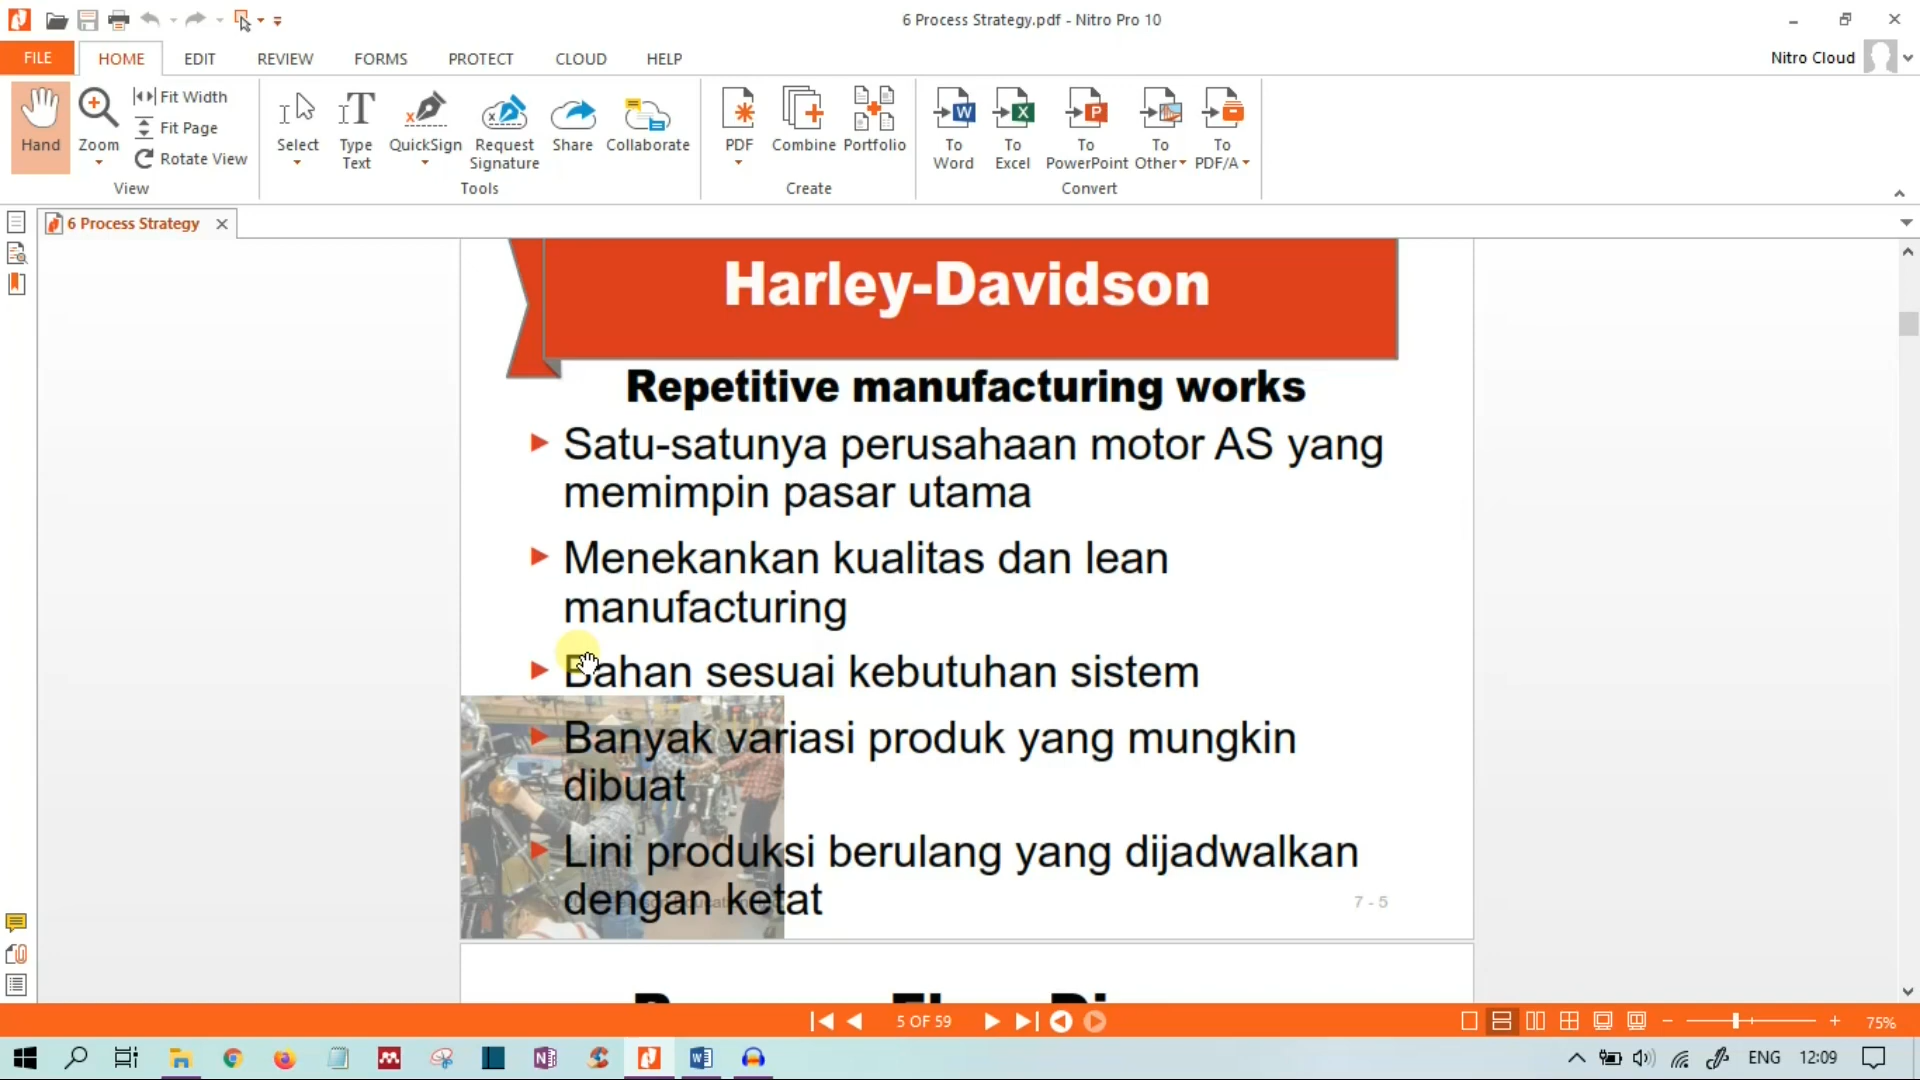 6 Process Strategy.pdf - Nitro Pro 10
FILE
HOME
EDIT
REVIEW
FORMS
PROTECT
CLOUD
HELP
Nitro Cloud
Hand
Zoom
Fit Width
Fit Page
Rotate View
Select
Type
Text
QuickSign
Request
Signature
Share
Collaborate
PDF
Combine
Portfolio
To
Word
To
Excel
To
PowerPoint
To
Other
To
PDF/A
View
Tools
Create
Convert
6 Process Strategy
Harley-Davidson
Repetitive manufacturing works
Satu-satunya perusahaan motor AS yang
memimpin pasar utama
Menekankan kualitas dan lean
manufacturing
Bahan sesuai kebutuhan sistem
Banyak variasi produk yang mungkin
dibuat
Lini produksi berulang yang dijadwalkan
dengan ketat
7 - 5
5 OF 59
75%
ENG
12:09